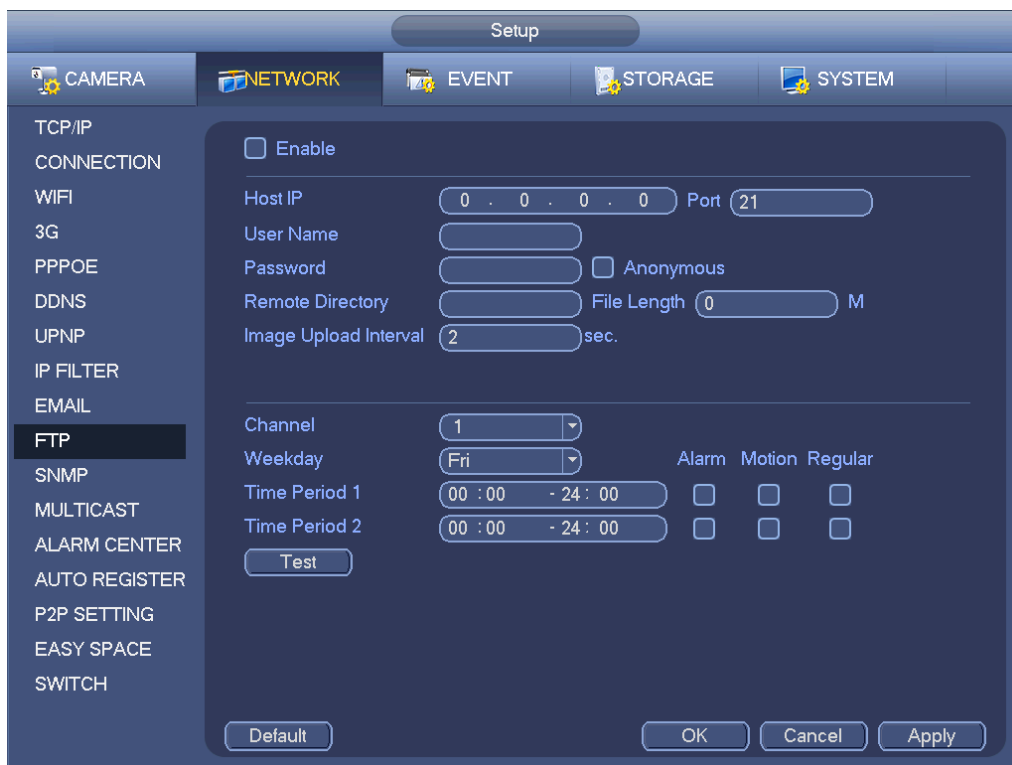 Setup
CAMERA NETWORK EVENT STORAGE SYSTEM
TCP/IP
CONNECTION
WIFI
3G
PPPOE
DDNS
UPNP
IP FILTER
EMAIL
FTP
SNMP
MULTICAST
ALARM CENTER
AUTO REGISTER
P2P SETTING
EASY SPACE
SWITCH
Enable
Host IP 0 . 0 . 0 . 0 Port 21
User Name
Password Anonymous
Remote Directory File Length 0 M
Image Upload Interval 2 sec.
Channel 1
Weekday Fri Alarm Motion Regular
Time Period 1 00 :00 - 24 : 00
Time Period 2 00 :00 - 24 : 00
Test
Default OK Cancel Apply